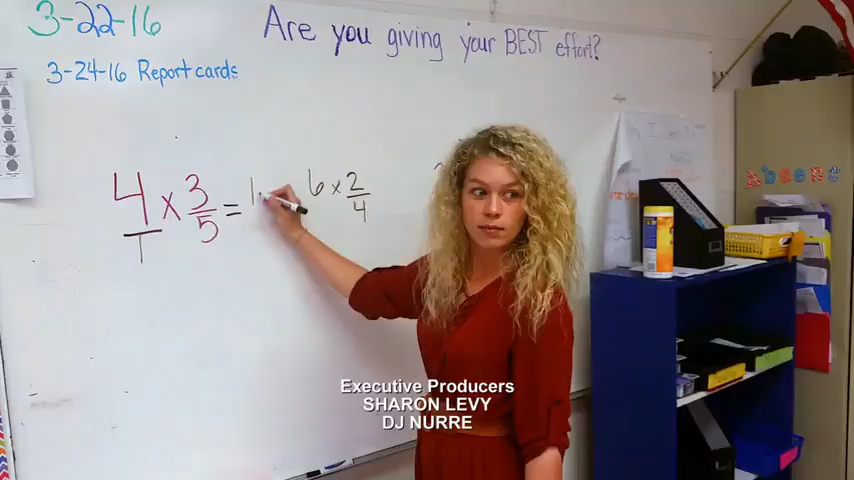 3-22-16
Are you giving your BEST effort?
3-24-16 Report cards
4/1 x 3/5 = 1
6 x 2/4
Absent
Executive Producers
SHARON LEVY
DJ NURRE